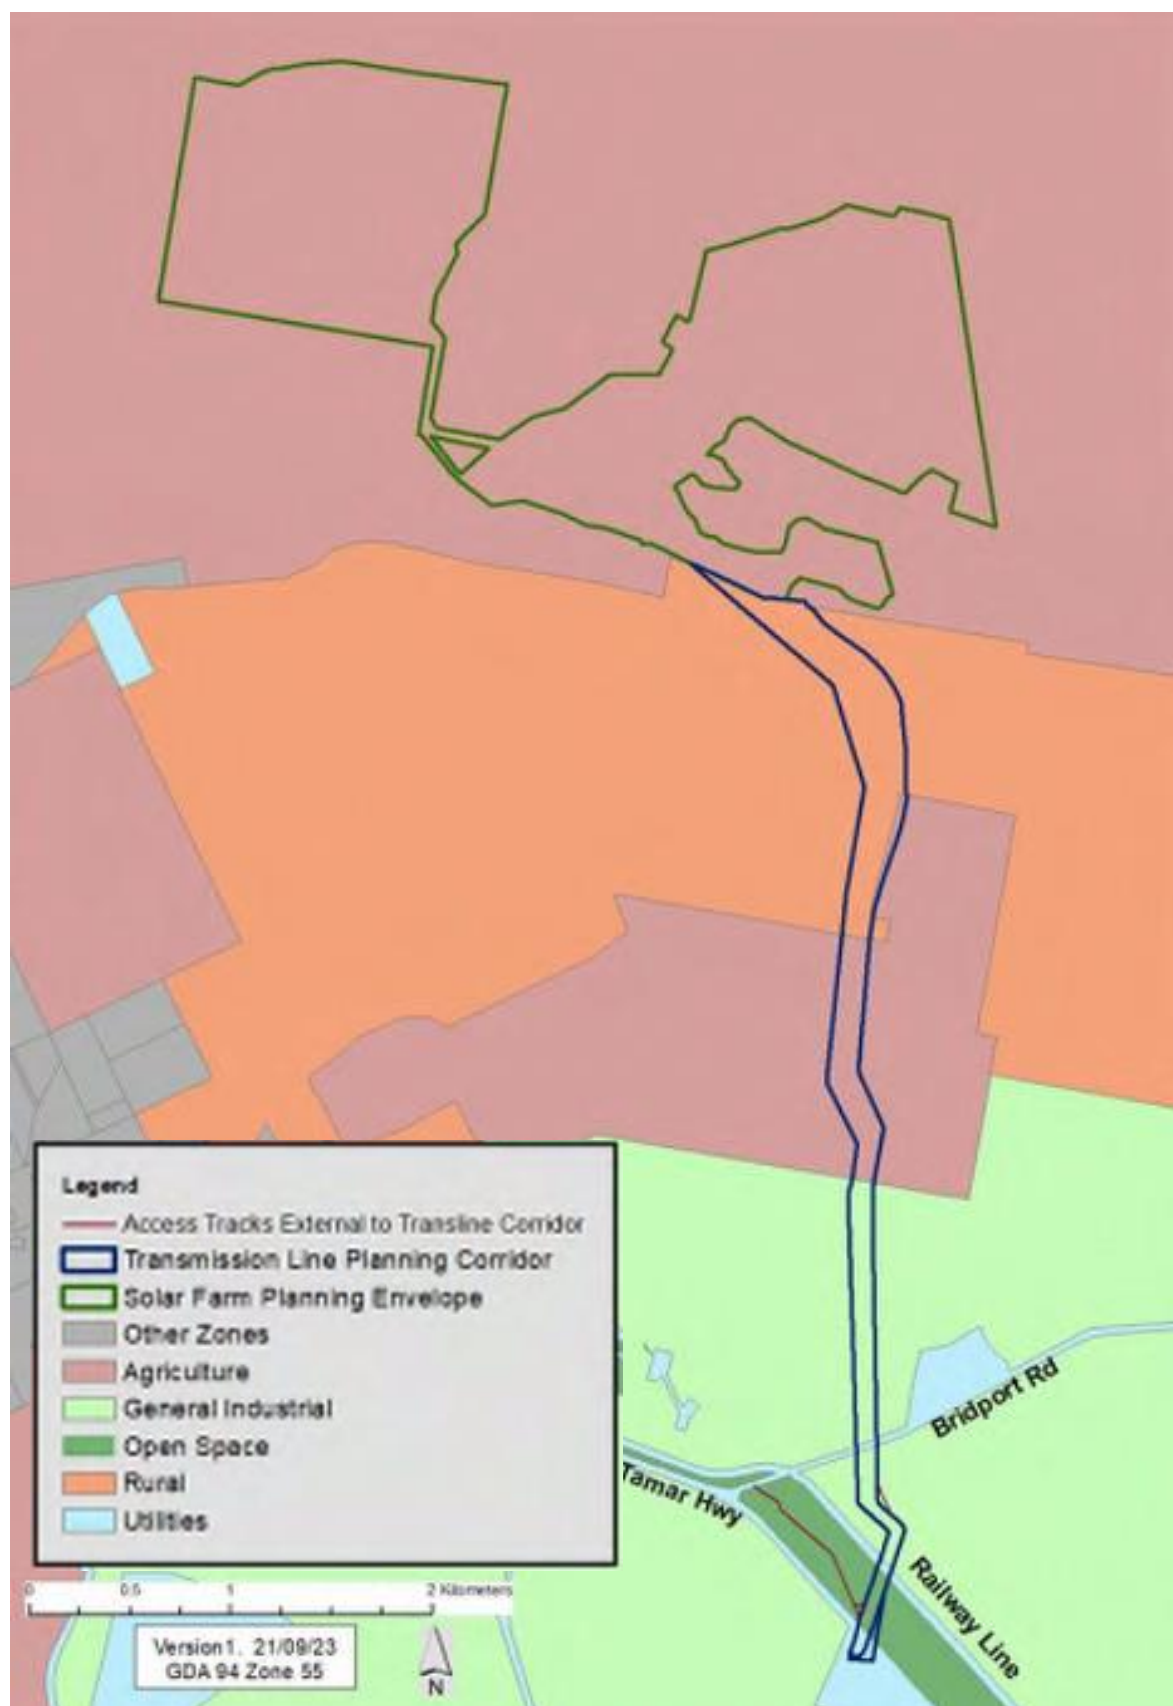 Legend
Access Tracks External to Transline Corridor
Transmission Line Planning Corridor
Solar Farm Planning Envelope
Other Zones
Agriculture
General Industrial
Open Space
Rural
Utilities
Bridport Rd
Tamar Hwy
Railway Line
0 0.5 1 2 Kilometers
Version1. 21/09/23
GDA 94 Zone 55
N